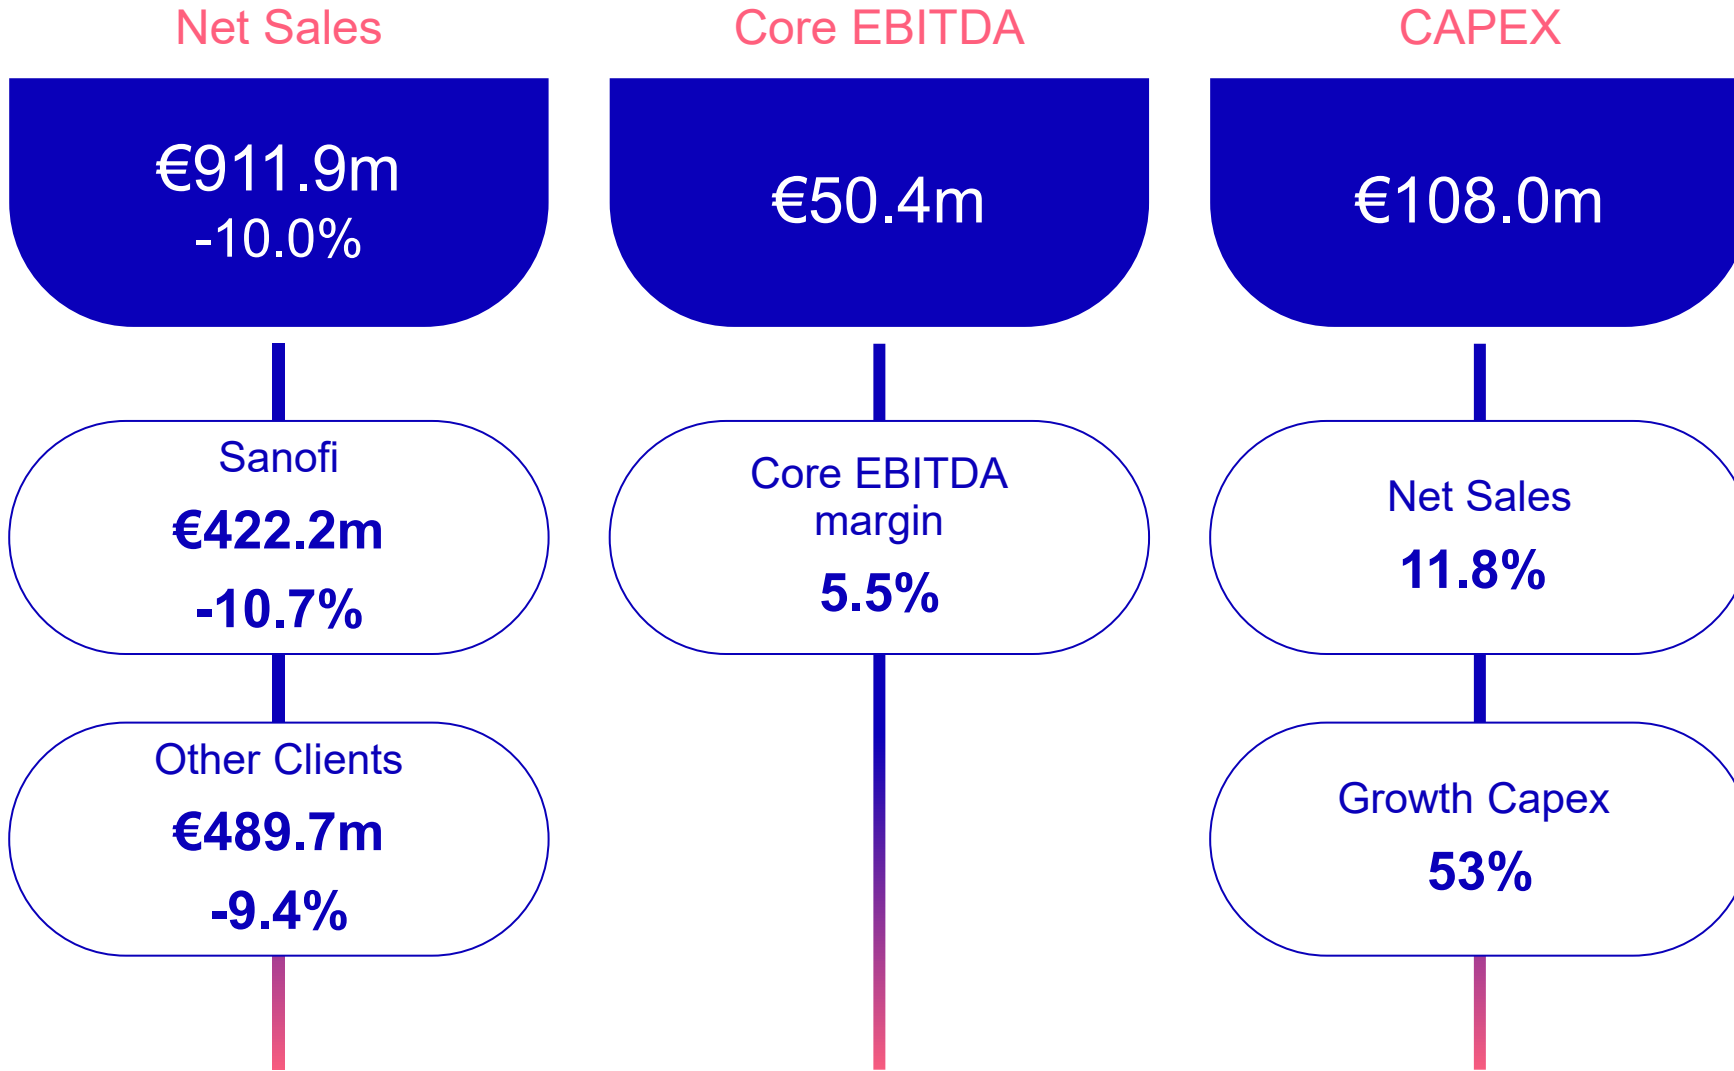 Net Sales
€911.9m
-10.0%
Sanofi
€422.2m
-10.7%
Other Clients
€489.7m
-9.4%
Core EBITDA
€50.4m
Core EBITDA
margin
5.5%
CAPEX
€108.0m
Net Sales
11.8%
Growth Capex
53%